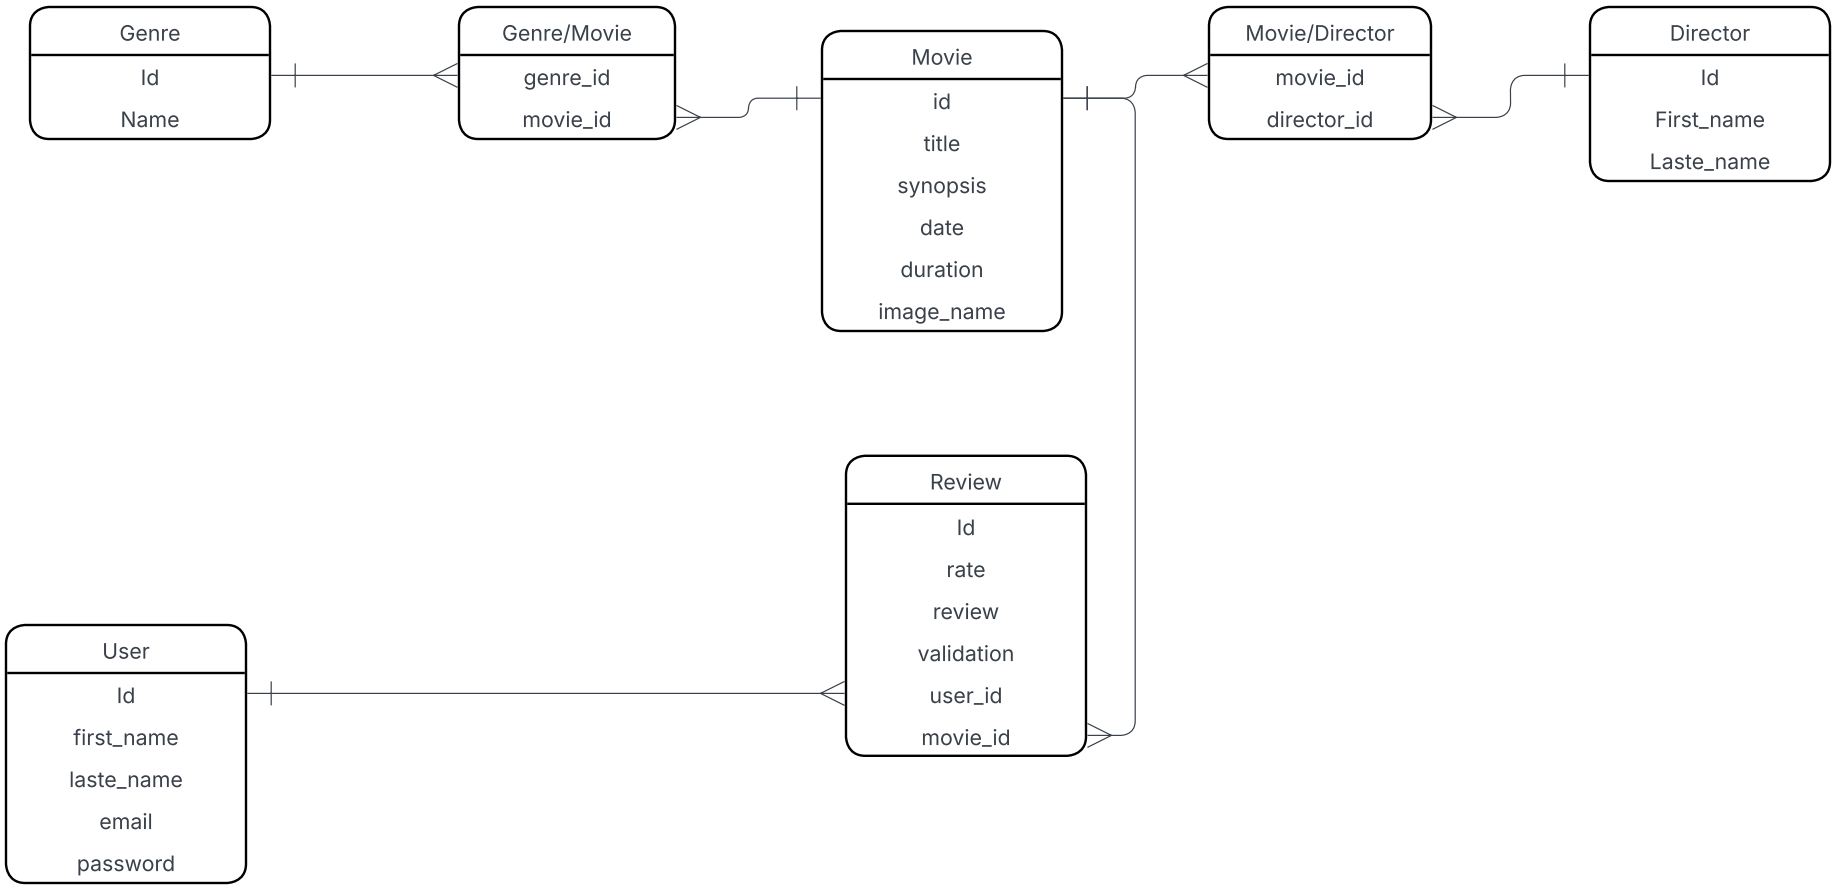 Genre
Id
Name
Genre/Movie
genre_id
movie_id
Movie
id
title
synopsis
date
duration
image_name
Movie/Director
movie_id
director_id
Director
Id
First_name
Laste_name
Review
Id
rate
review
validation
user_id
movie_id
User
Id
first_name
laste_name
email
password